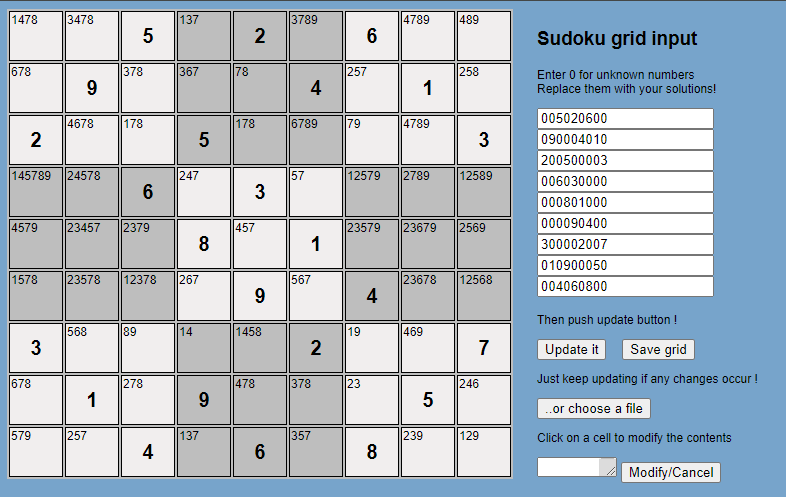 1478 3478 5 137 2 3789 6 4789 489
678 9 378 367 78 4 257 1 258
2 4678 178 5 178 6789 79 4789 3
145789 24578 6 247 3 57 12579 2789 12589
4579 23457 2379 8 457 1 23579 23679 2569
1578 23578 12378 267 9 567 4 23678 12568
3 568 89 14 1458 2 19 469 7
678 1 278 9 478 378 23 5 246
579 257 4 137 6 357 8 239 129
Sudoku grid input
Enter 0 for unknown numbers
Replace them with your solutions!
005020600
090004010
200500003
006030000
000801000
000090400
300002007
010900050
004060800
Then push update button !
Update it Save grid
Just keep updating if any changes occur !
..or choose a file
Click on a cell to modify the contents
Modify/Cancel